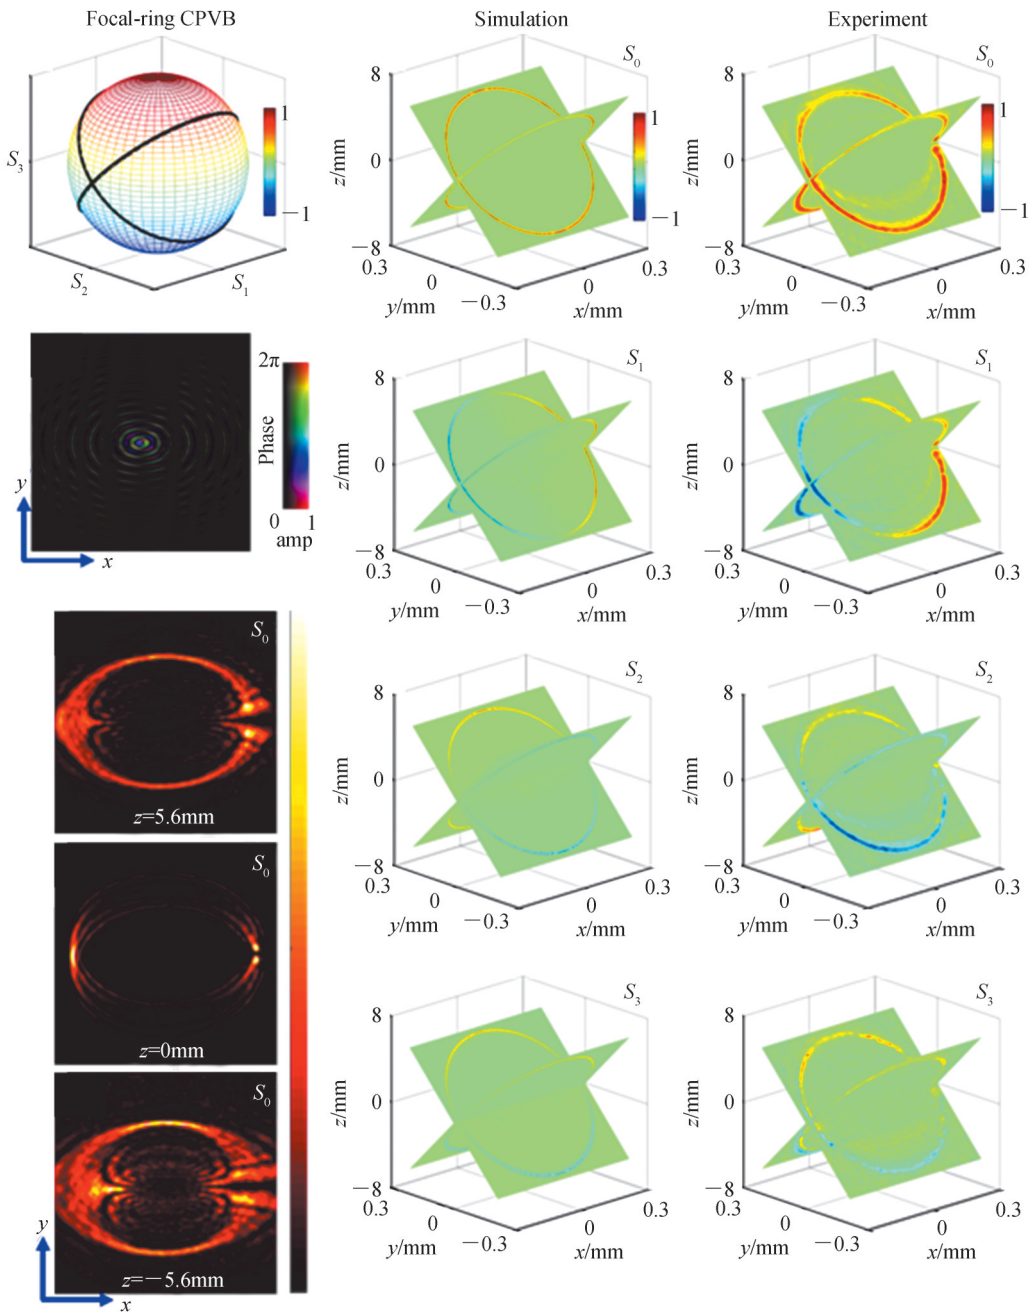 Focal-ring CPVB
Simulation
Experiment
S3
S2
S1
1
−1
S0
8
0
−8
z/mm
0.3
0
−0.3
y/mm
0
0.3
x/mm
1
−1
S0
8
0
−8
z/mm
0.3
0
−0.3
y/mm
0
0.3
x/mm
1
−1
y
x
2π
Phase
0
1
amp
S1
8
0
−8
z/mm
0.3
0
−0.3
y/mm
0
0.3
x/mm
S1
8
0
−8
z/mm
0.3
0
−0.3
y/mm
0
0.3
x/mm
S0
z=5.6mm
S0
z=0mm
S0
z=−5.6mm
y
x
S2
8
0
−8
z/mm
0.3
0
−0.3
y/mm
0
0.3
x/mm
S2
8
0
−8
z/mm
0.3
0
−0.3
y/mm
0
0.3
x/mm
S3
8
0
−8
z/mm
0.3
0
−0.3
y/mm
0
0.3
x/mm
S3
8
0
−8
z/mm
0.3
0
−0.3
y/mm
0
0.3
x/mm